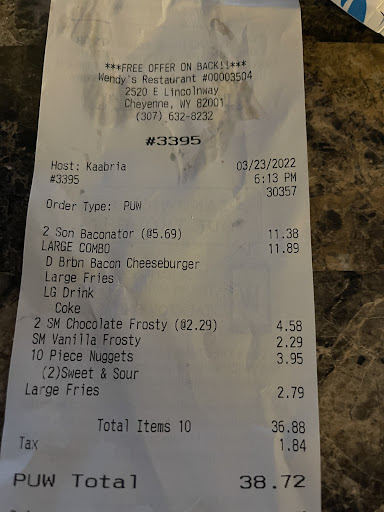 ***FREE OFFER ON BACK!!***
Wendy's Restaurant #00003504
2520 E Lincolnway
Cheyenne, WY 82001
(307) 632-8232
#3395
Host: Kaabria 03/23/2022
#3395 6:13 PM
30357
Order Type: PUW
2 Son Baconator (@5.69) 11.38
LARGE COMBO 11.89
D Brbn Bacon Cheeseburger
Large Fries
LG Drink
Coke
2 SM Chocolate Frosty (@2.29) 4.58
SM Vanilla Frosty 2.29
10 Piece Nuggets 3.95
(2)Sweet & Sour
Large Fries 2.79
Total Items 10 36.88
Tax 1.84
PUW Total 38.72